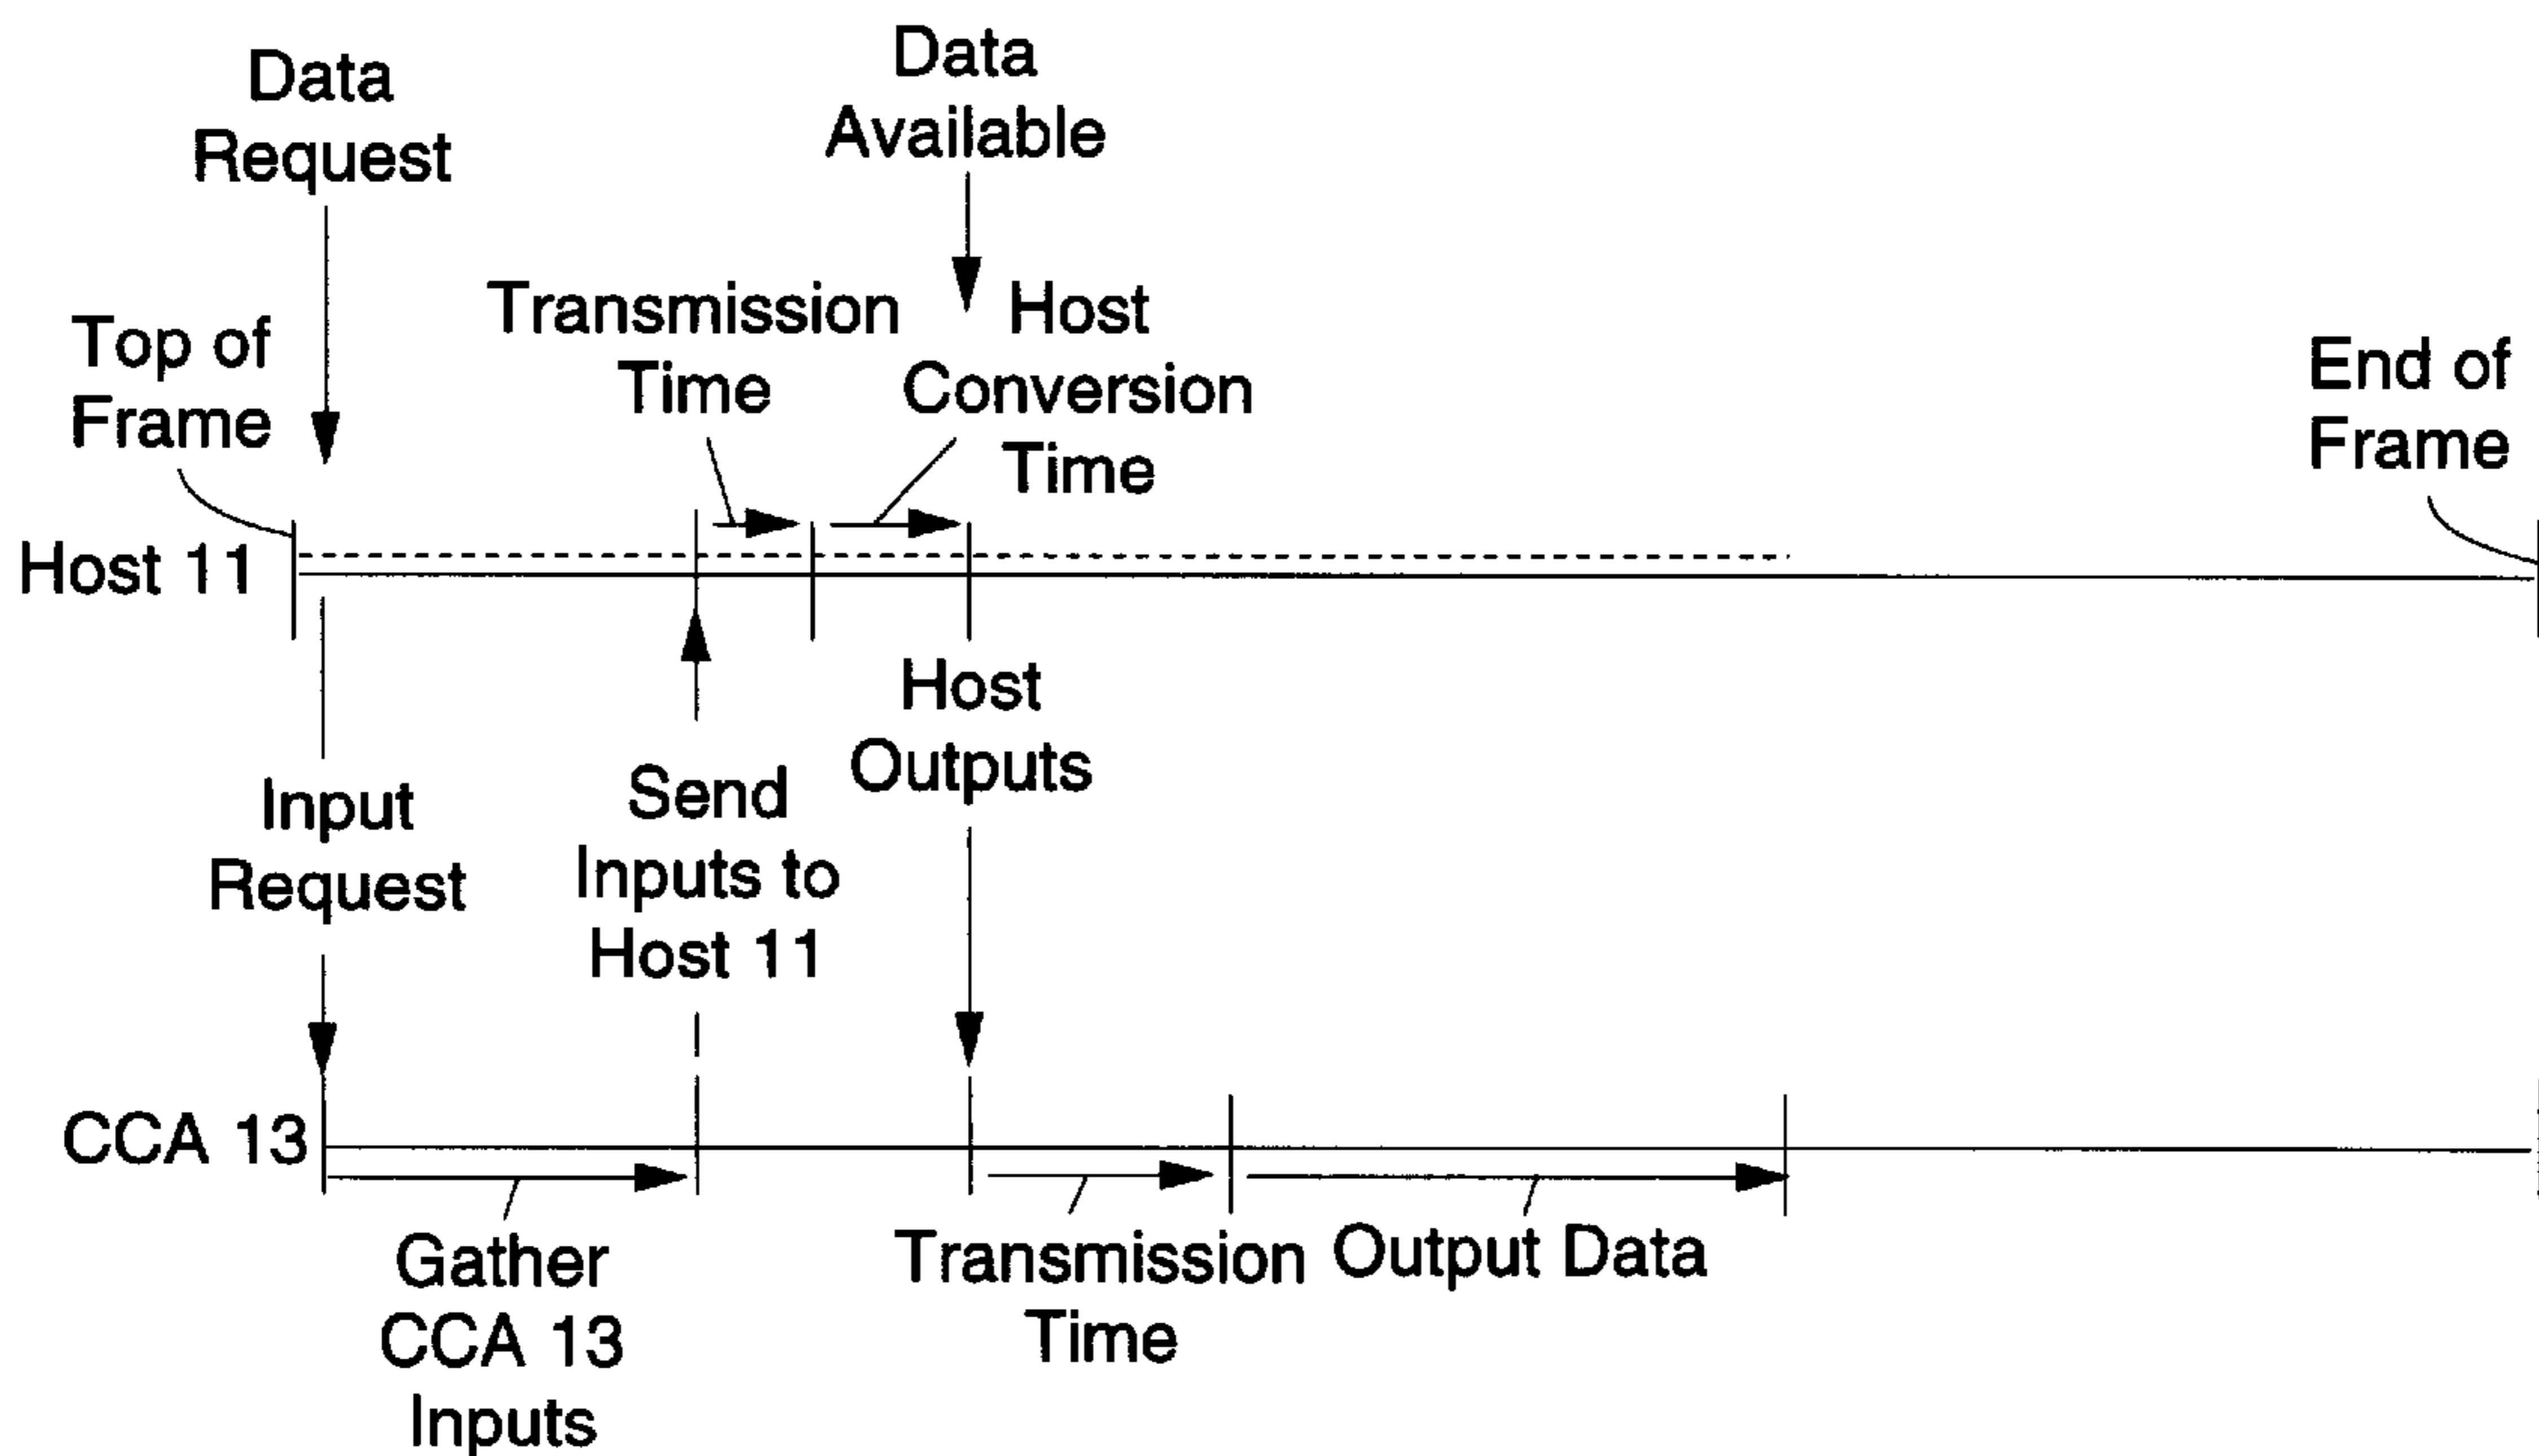 Data
Request
Data
Available
Top of
Frame
Transmission
Time
Host
Conversion
Time
End of
Frame
Host 11
Input
Request
Send
Inputs to
Host 11
Host
Outputs
CCA 13
Gather
CCA 13
Inputs
Transmission
Time
Output Data